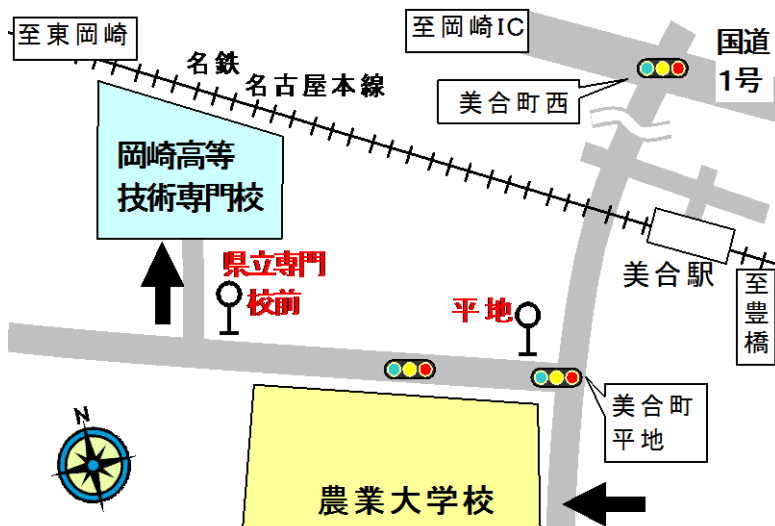 至東岡崎
至岡崎IC
国道
1号
名鉄
名古屋本線
美合町西
岡崎高等
技術専門校
県立専門
校前
美合駅
至豊橋
平地
美合町
平地
N
農業大学校